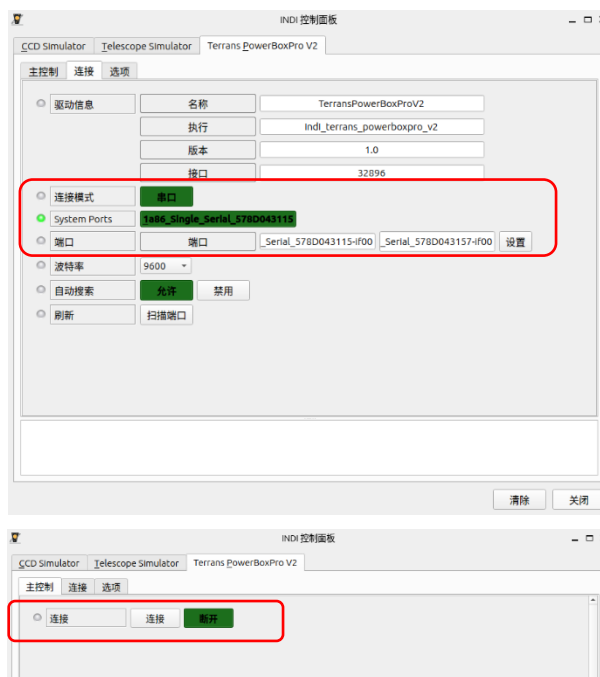 INDI 控制面板
CCD Simulator Telescope Simulator Terrans PowerBoxPro V2
主控制 连接 选项
驱动信息 名称 TerransPowerBoxProV2
执行 indi_terrans_powerboxpro_v2
版本 1.0
接口 32896
连接模式 串口
System Ports 1a86_Single_Serial_578D043115
端口 端口 _Serial_578D043115-if00 _Serial_578D043157-if00 设置
波特率 9600
自动搜索 允许 禁用
刷新 扫描端口
清除 关闭
INDI 控制面板
CCD Simulator Telescope Simulator Terrans PowerBoxPro V2
主控制 连接 选项
连接 连接 断开